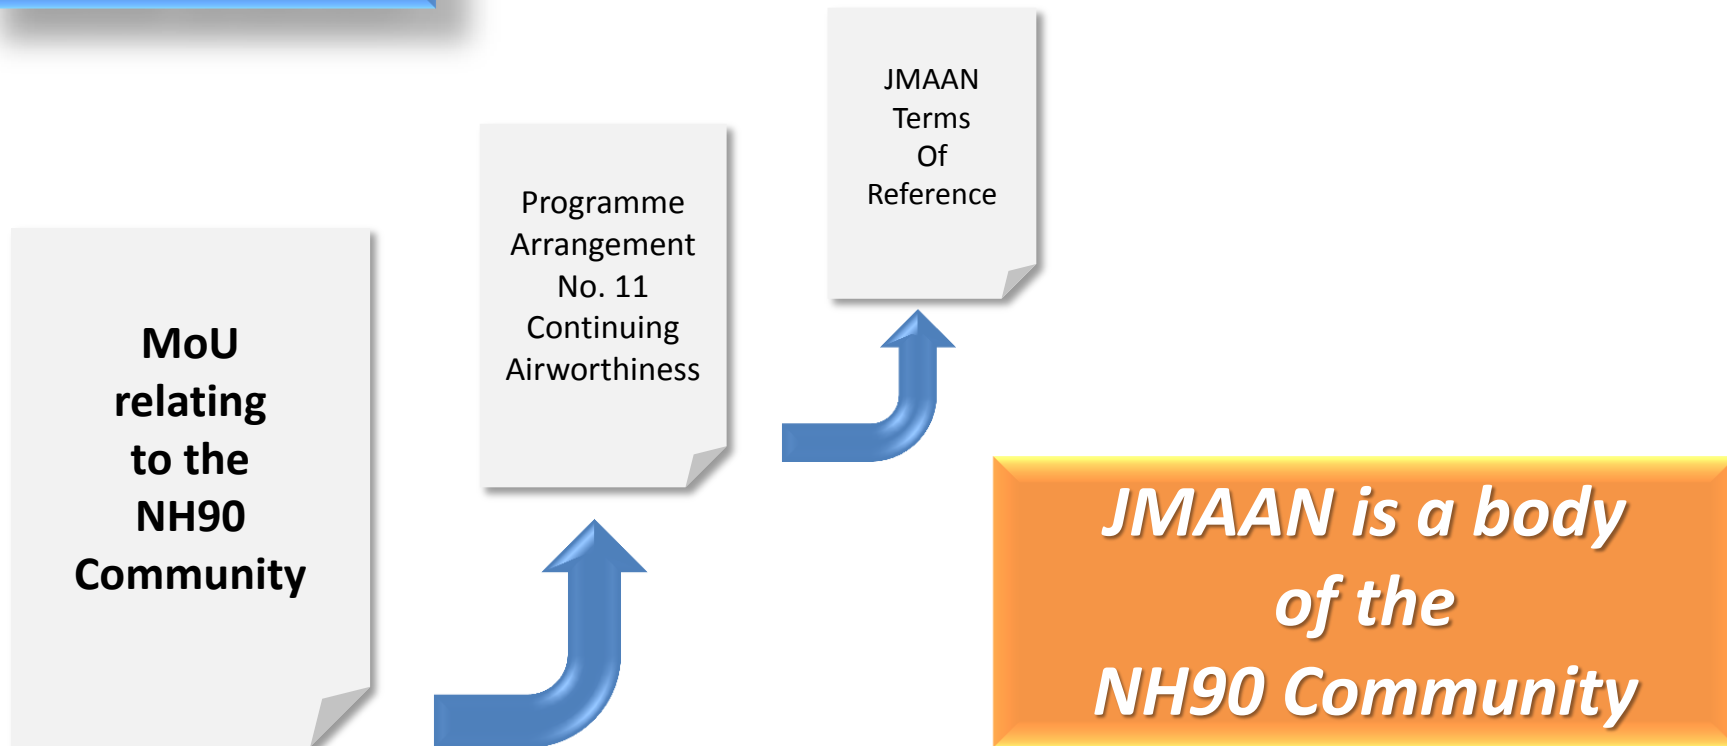 MoU
relating
to the
NH90
Community
Programme
Arrangement
No. 11
Continuing
Airworthiness
JMAAN
Terms
Of
Reference
JMAAN is a body
of the
NH90 Community